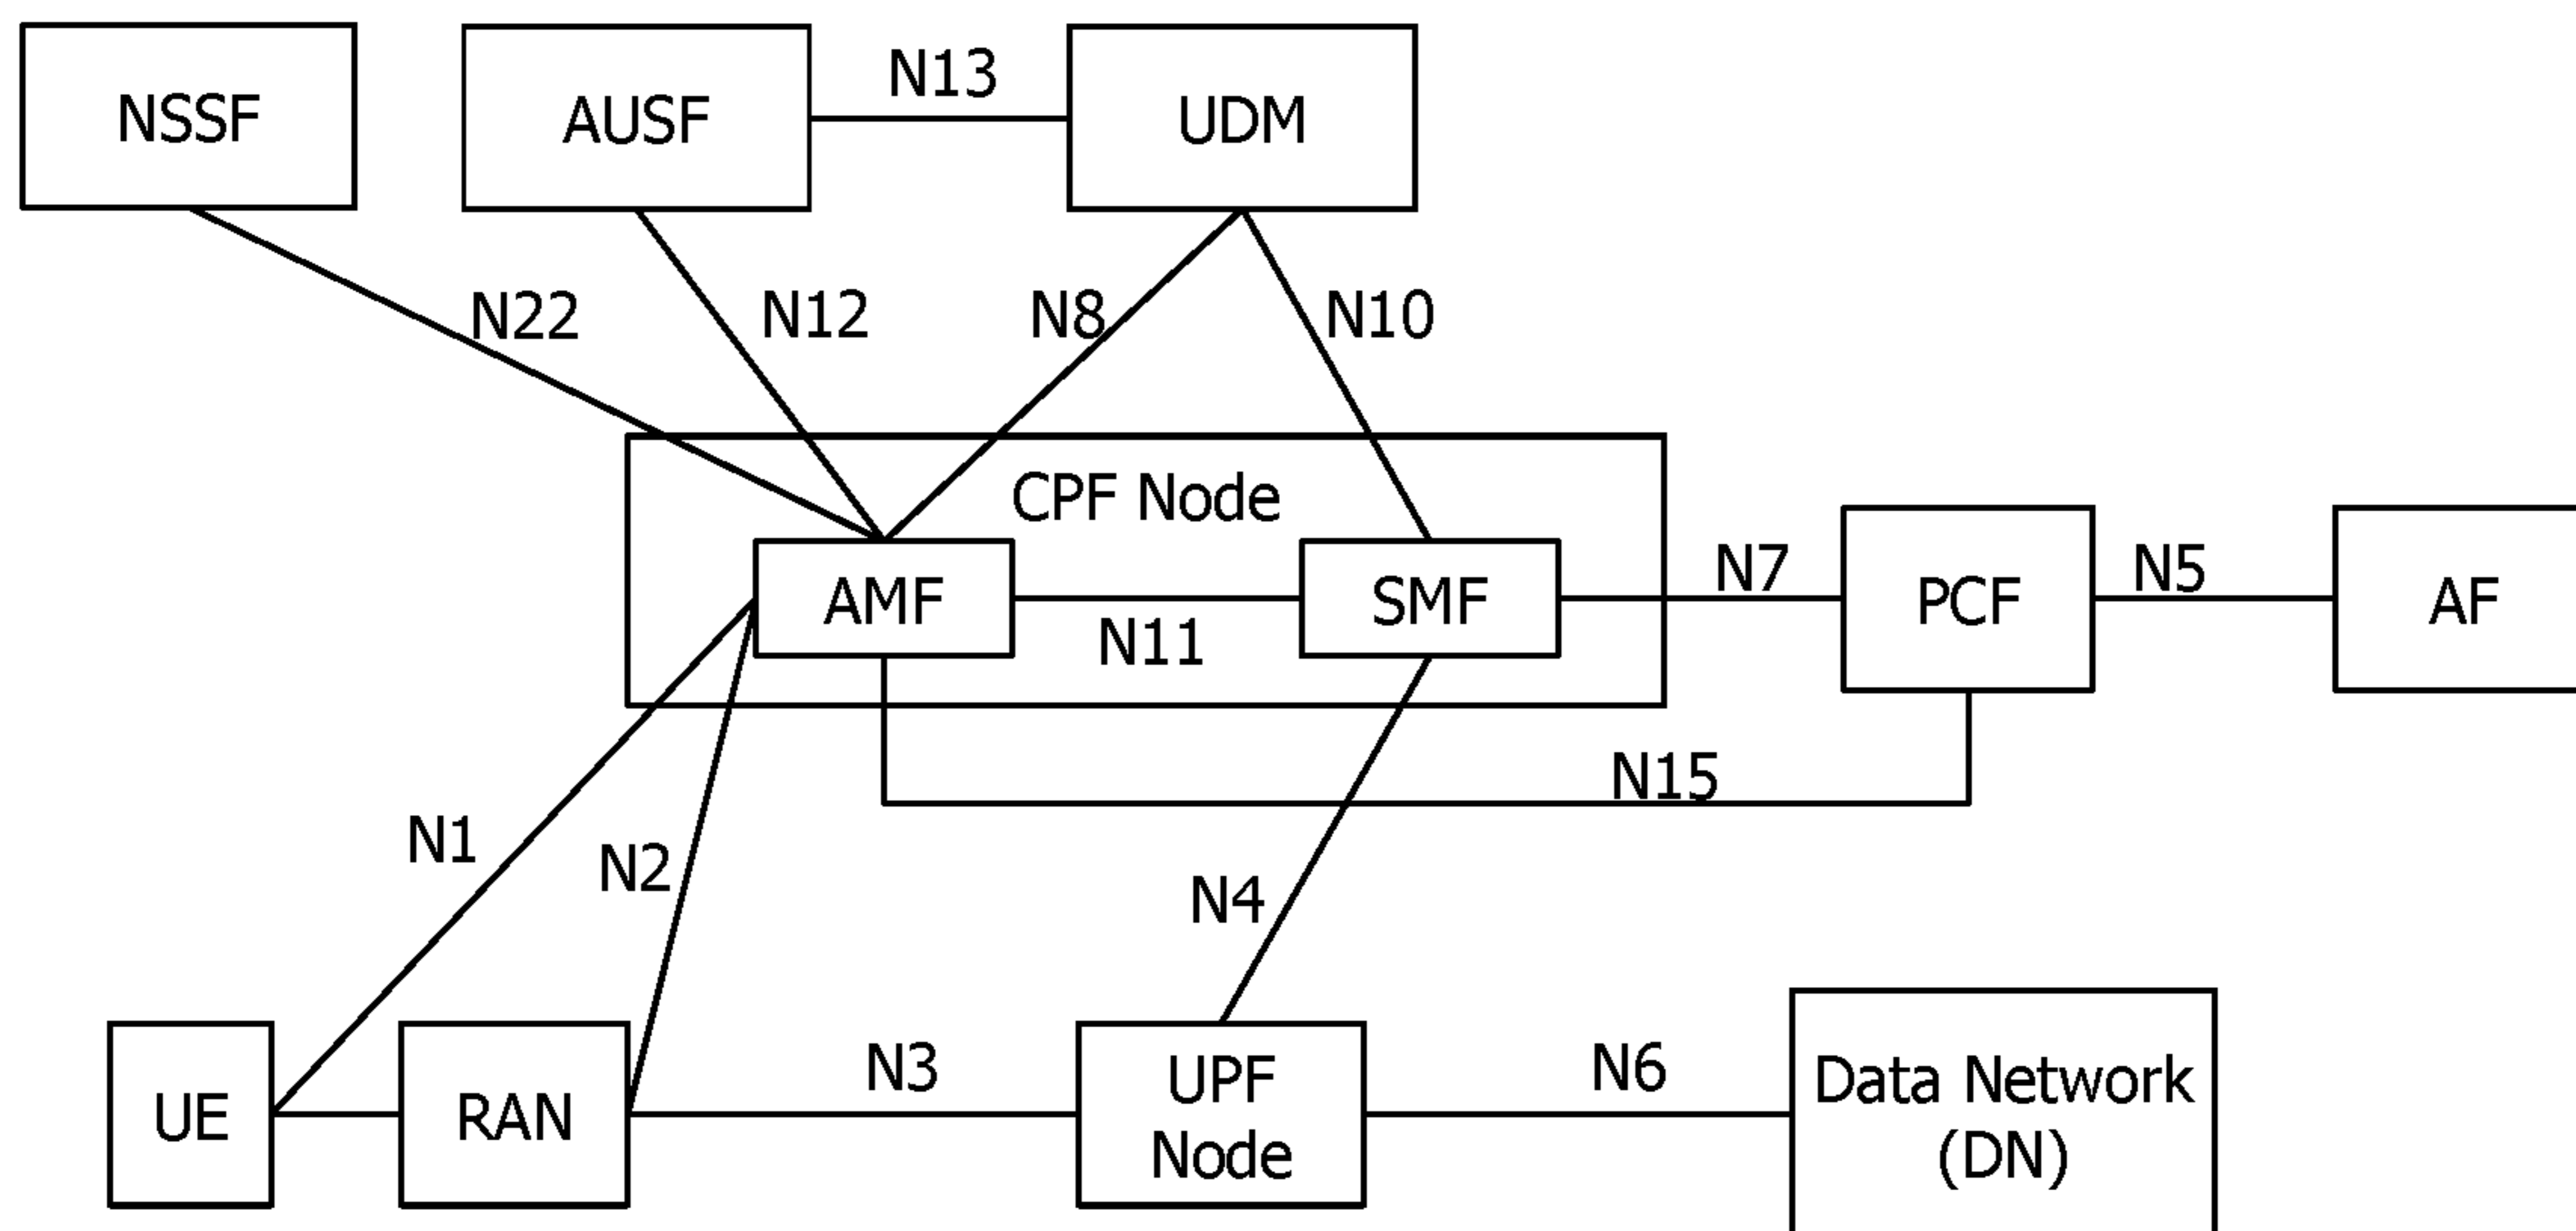 NSSF
AUSF
N13
UDM
N22
N12
N8
N10
CPF Node
AMF
N11
SMF
N7
PCF
N5
AF
N15
N1
N2
N4
UE
RAN
N3
UPF
Node
N6
Data Network
(DN)